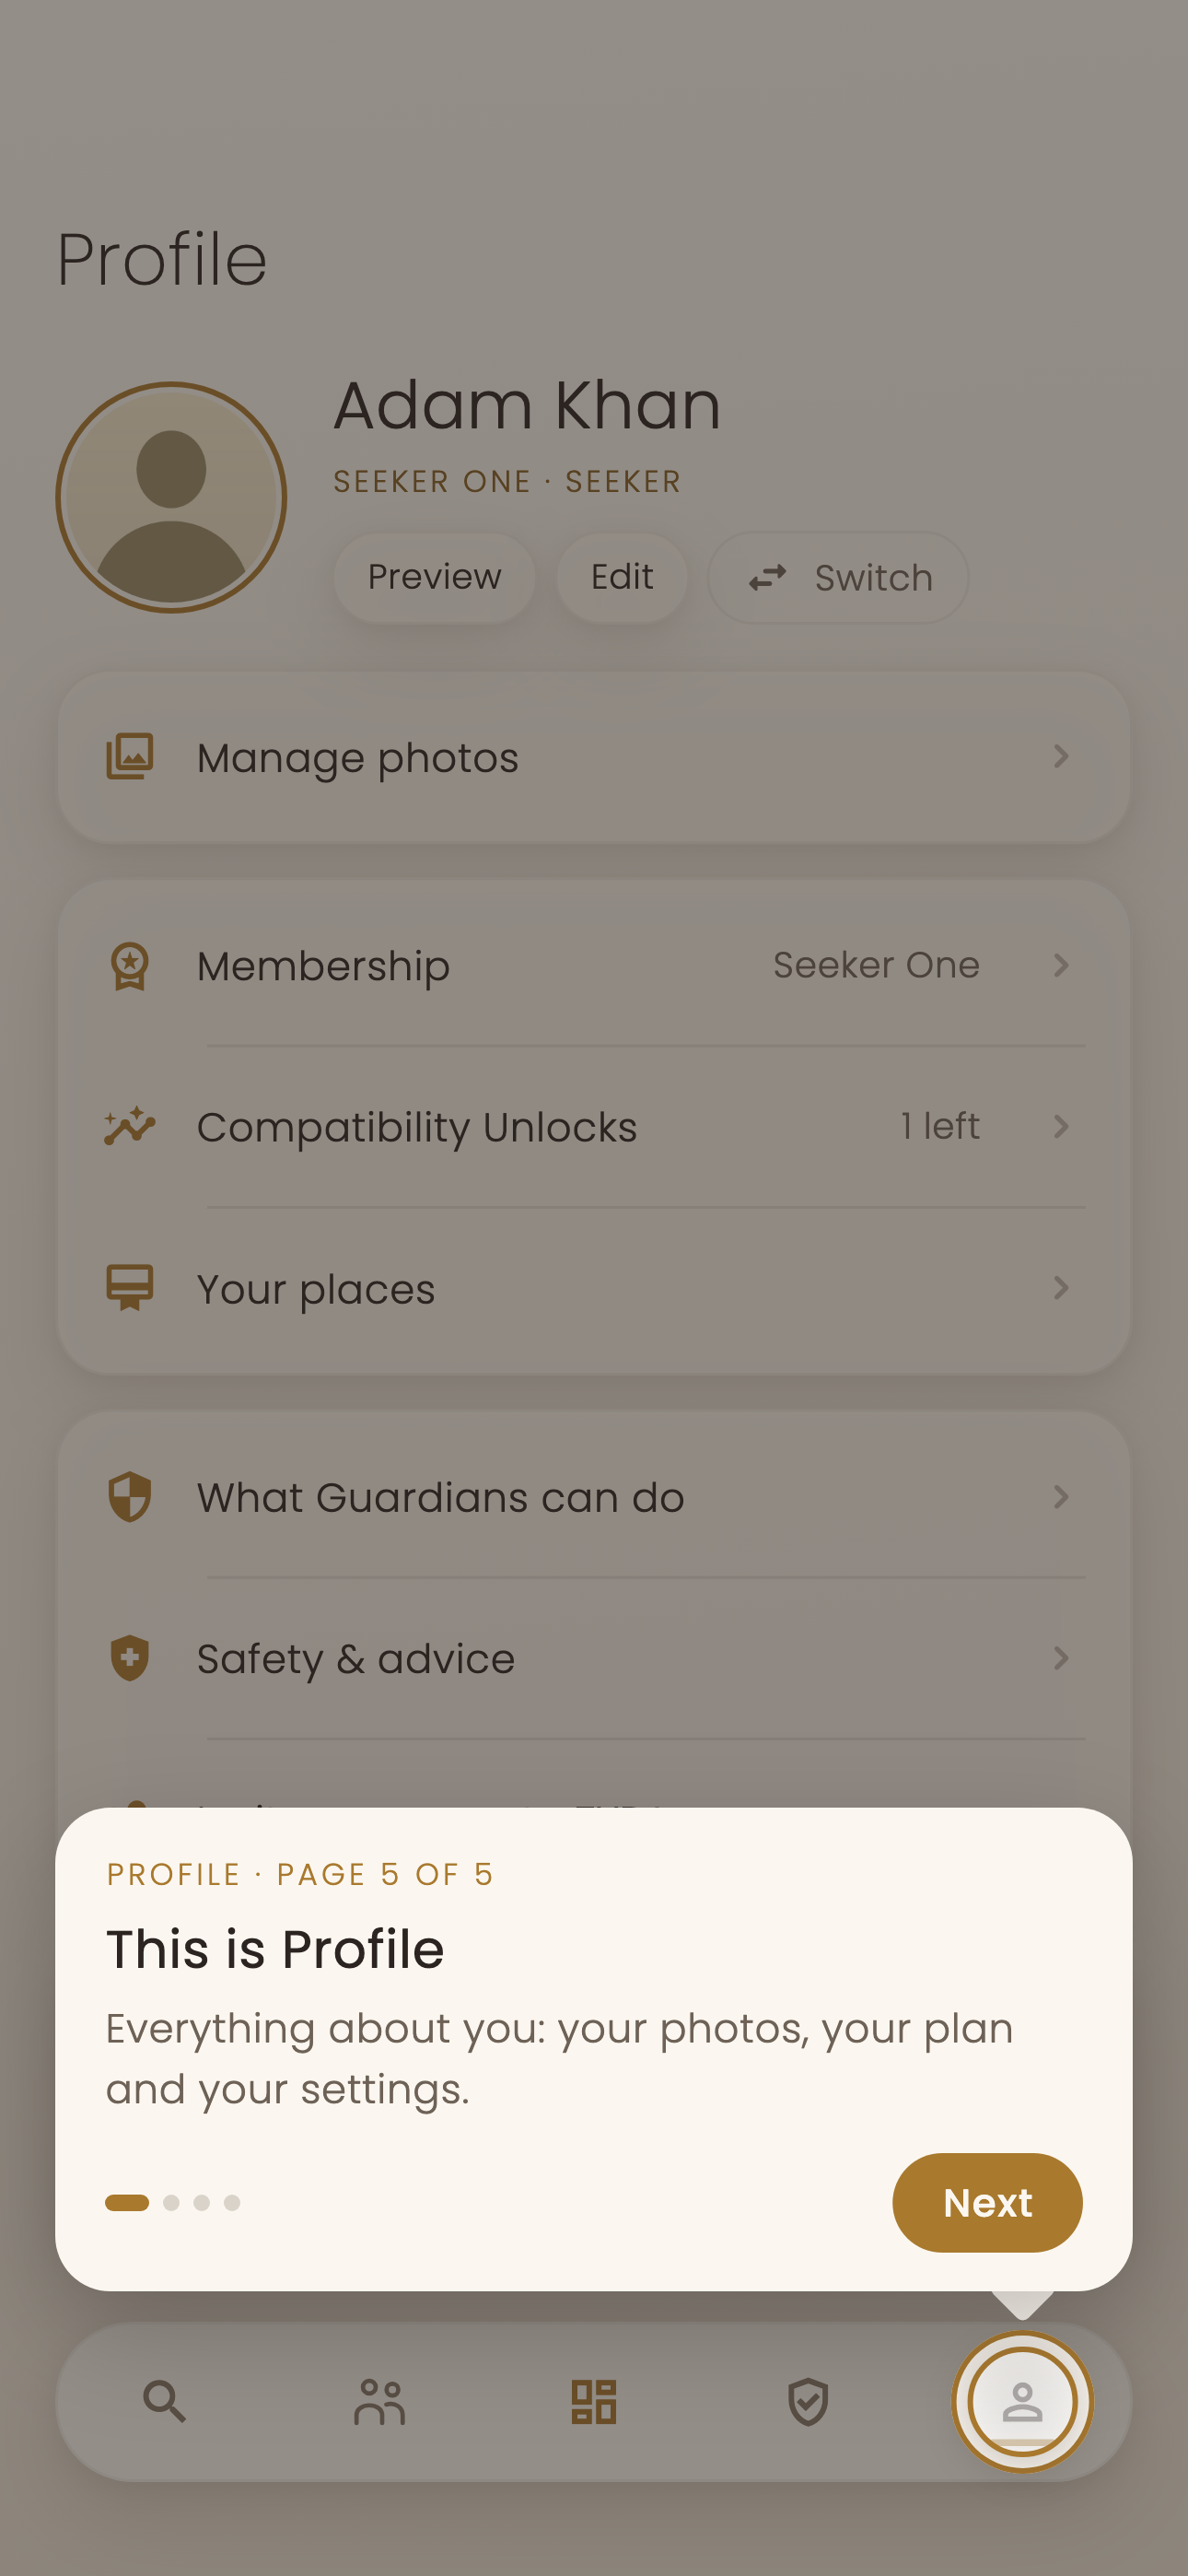 Profile
Adam Khan
SEEKER ONE · SEEKER
Preview
Edit
Switch
Manage photos
Membership
Seeker One
Compatibility Unlocks
1 left
Your places
What Guardians can do
Safety & advice
PROFILE · PAGE 5 OF 5
This is Profile
Everything about you: your photos, your plan
and your settings.
Next